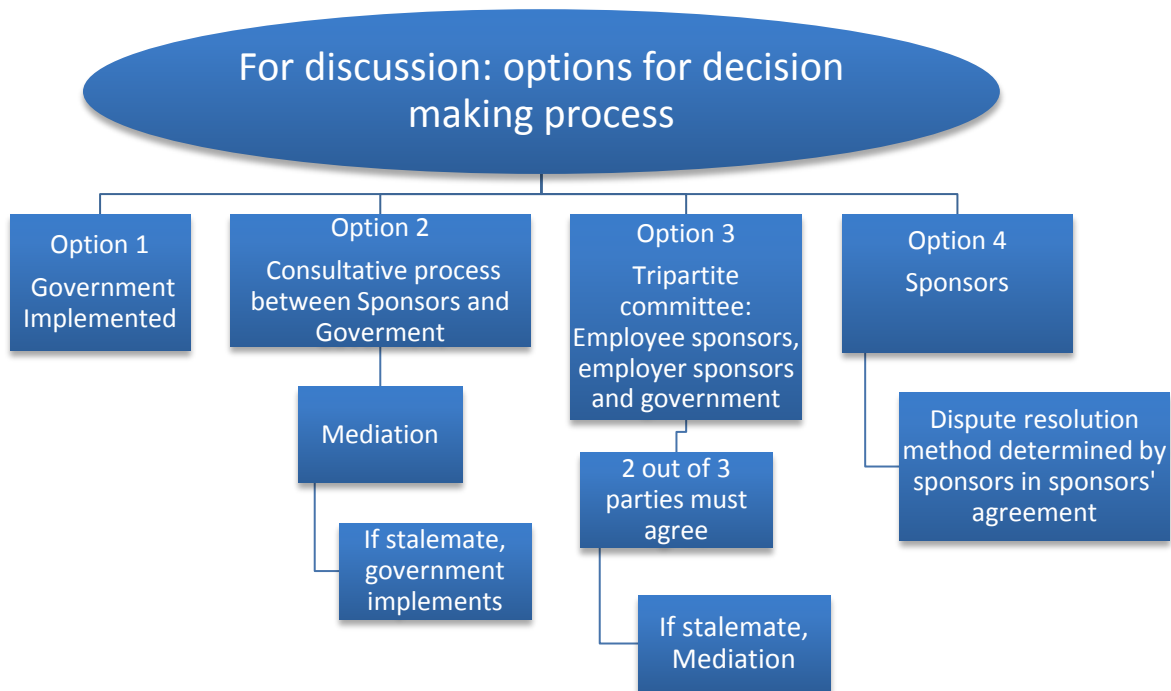 For discussion: options for decision
making process
Option 1
Government
Implemented
Option 2
Consultative process
between Sponsors and
Goverment
Mediation
If stalemate,
government
implements
Option 3
Tripartite
committee:
Employee sponsors,
employer sponsors
and government
2 out of 3
parties must
agree
If stalemate,
Mediation
Option 4
Sponsors
Dispute resolution
method determined by
sponsors in sponsors'
agreement